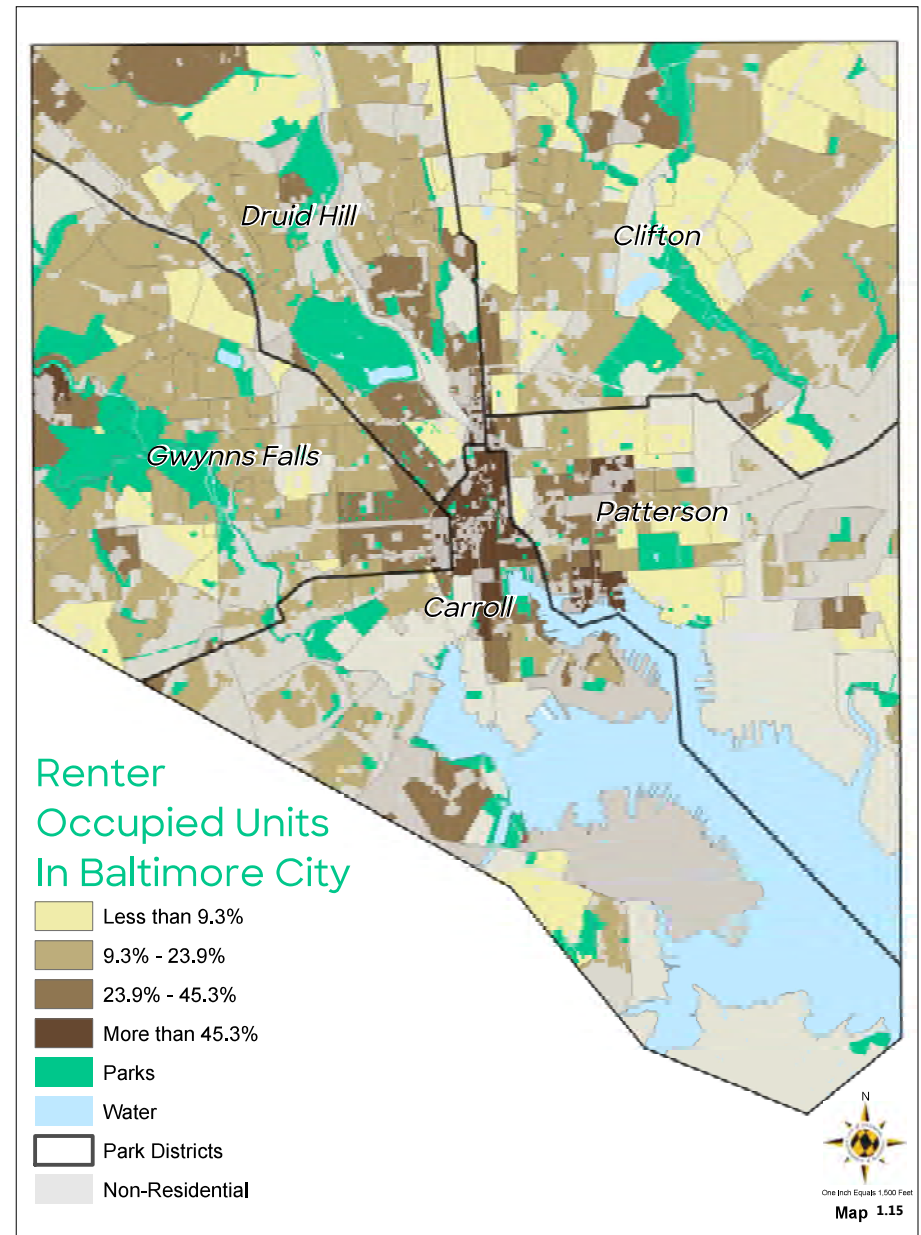 Druid Hill
Clifton
Gwynns Falls
Patterson
Carroll
Renter
Occupied Units
In Baltimore City
Less than 9.3%
9.3% - 23.9%
23.9% - 45.3%
More than 45.3%
Parks
Water
Park Districts
Non-Residential
N
One Inch Equals 1,500 Feet
Map 1.15